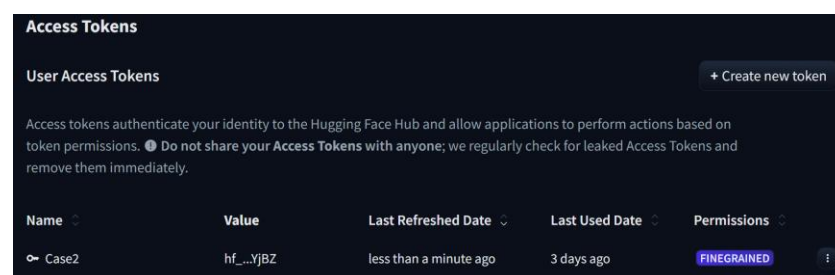 Access Tokens
User Access Tokens
+ Create new token
Access tokens authenticate your identity to the Hugging Face Hub and allow applications to perform actions based on
token permissions. Do not share your Access Tokens with anyone; we regularly check for leaked Access Tokens and
remove them immediately.
Name Value Last Refreshed Date Last Used Date Permissions
Case2 hf_...YjBZ less than a minute ago 3 days ago FINEGRAINED